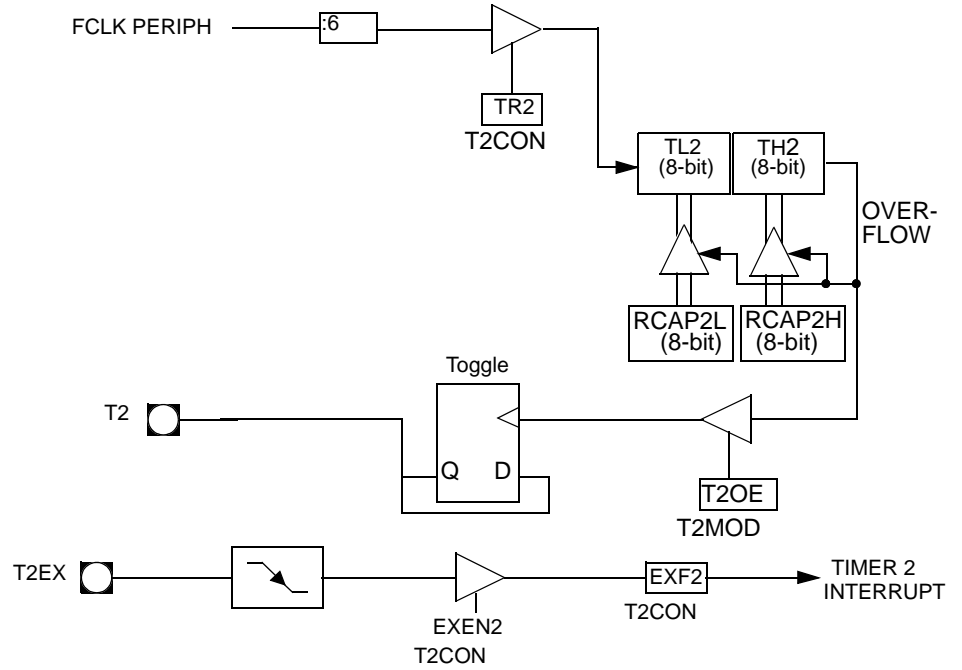 FCLK PERIPH
:6
TR2
T2CON
TL2
(8-bit)
TH2
(8-bit)
OVER-
FLOW
RCAP2L
(8-bit)
RCAP2H
(8-bit)
Toggle
T2
Q
D
T2OE
T2MOD
T2EX
EXEN2
T2CON
EXF2
T2CON
TIMER 2
INTERRUPT